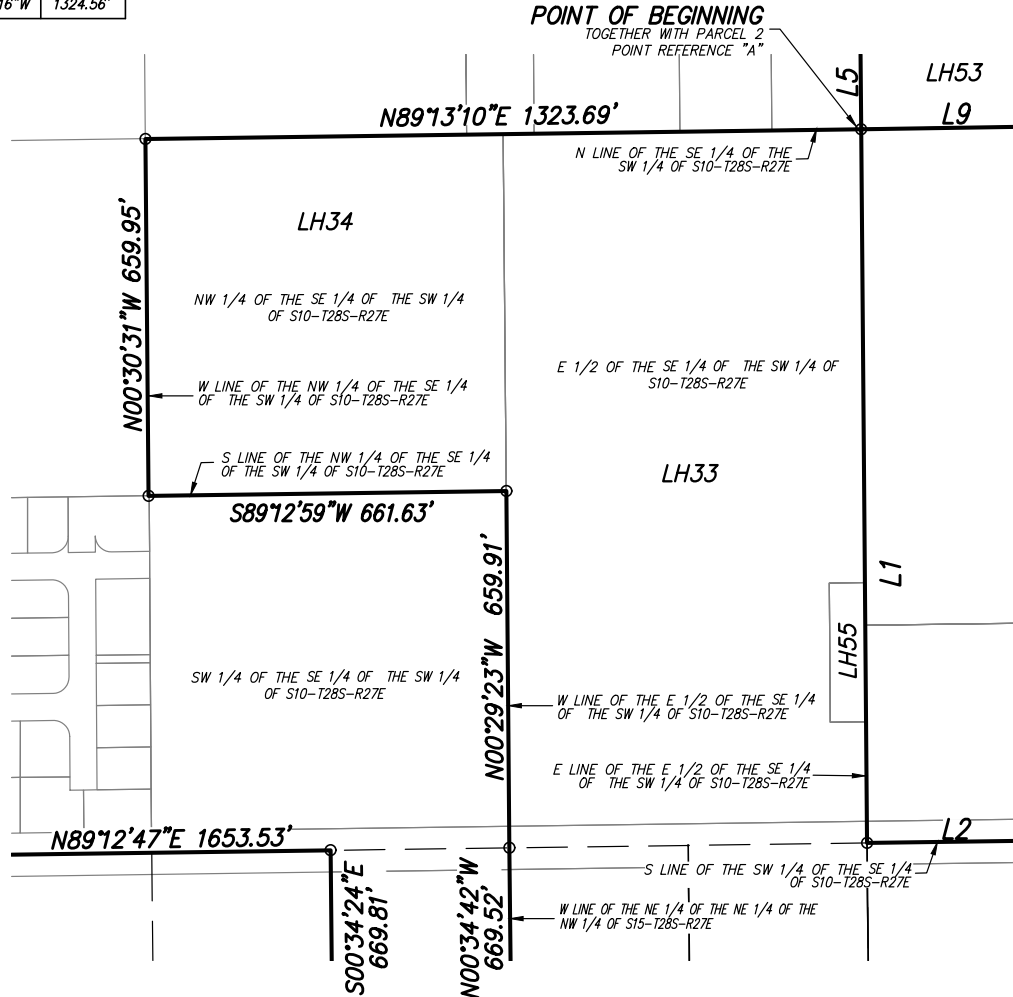 16"W 1324.56'
POINT OF BEGINNING
TOGETHER WITH PARCEL 2
POINT REFERENCE "A"
L5
LH53
L9
N89°13'10"E 1323.69'
N LINE OF THE SE 1/4 OF THE
SW 1/4 OF S10-T28S-R27E
LH34
N00°30'31"W 659.95'
NW 1/4 OF THE SE 1/4 OF THE SW 1/4
OF S10-T28S-R27E
E 1/2 OF THE SE 1/4 OF THE SW 1/4 OF
S10-T28S-R27E
W LINE OF THE NW 1/4 OF THE SE 1/4
OF THE SW 1/4 OF S10-T28S-R27E
S LINE OF THE NW 1/4 OF THE SE 1/4
OF THE SW 1/4 OF S10-T28S-R27E
LH33
S89°12'59"W 661.63'
N00°29'23"W 659.91'
L1
LH55
SW 1/4 OF THE SE 1/4 OF THE SW 1/4
OF S10-T28S-R27E
W LINE OF THE E 1/2 OF THE SE 1/4
OF THE SW 1/4 OF S10-T28S-R27E
E LINE OF THE E 1/2 OF THE SE 1/4
OF THE SW 1/4 OF S10-T28S-R27E
N89°12'47"E 1653.53'
L2
S LINE OF THE SW 1/4 OF THE SE 1/4
OF S10-T28S-R27E
S00°34'24"E
669.81'
N00°34'42"W
669.52'
W LINE OF THE NE 1/4 OF THE NE 1/4 OF THE
NW 1/4 OF S15-T28S-R27E